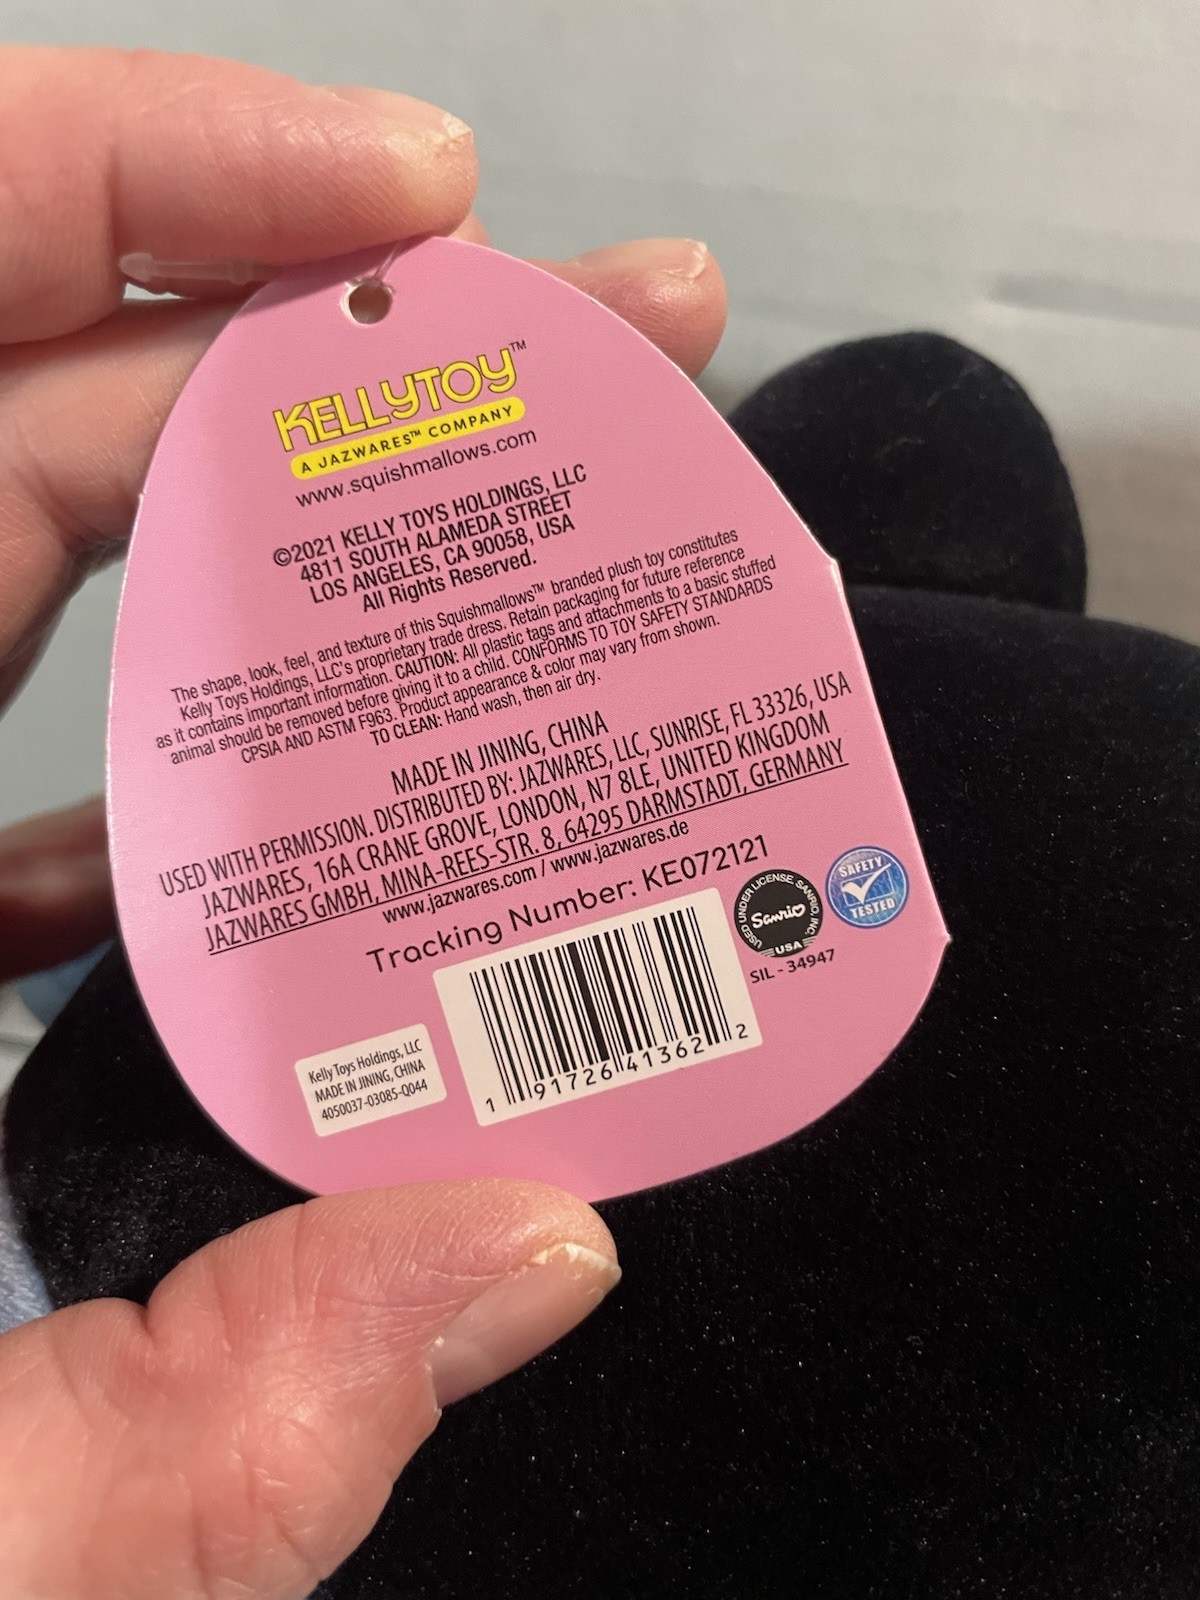 KELLYTOY™
A JAZWARES™ COMPANY
www.squishmallows.com
©2021 KELLY TOYS HOLDINGS, LLC
4811 SOUTH ALAMEDA STREET
LOS ANGELES, CA 90058, USA
All Rights Reserved.
The shape, look, feel, and texture of this Squishmallows™ branded plush toy constitutes
Kelly Toys Holdings, LLC's proprietary trade dress. Retain packaging for future reference
as it contains important information. CAUTION: All plastic tags and attachments to a basic stuffed
animal should be removed before giving it to a child. CONFORMS TO TOY SAFETY STANDARDS
CPSIA AND ASTM F963. Product appearance & color may vary from shown.
TO CLEAN: Hand wash, then air dry.
MADE IN JINING, CHINA
USED WITH PERMISSION. DISTRIBUTED BY: JAZWARES, LLC, SUNRISE, FL 33326, USA
JAZWARES, 16A CRANE GROVE, LONDON, N7 8LE, UNITED KINGDOM
JAZWARES GMBH, MINA-REES-STR. 8, 64295 DARMSTADT, GERMANY
www.jazwares.com / www.jazwares.de
Tracking Number: KE072121
USED UNDER LICENSE, SANRIO, INC.
Sanrio
USA
SIL - 34947
SAFETY
TESTED
Kelly Toys Holdings, LLC
MADE IN JINING, CHINA
4050037-03085-Q044
1 91726 41362 2